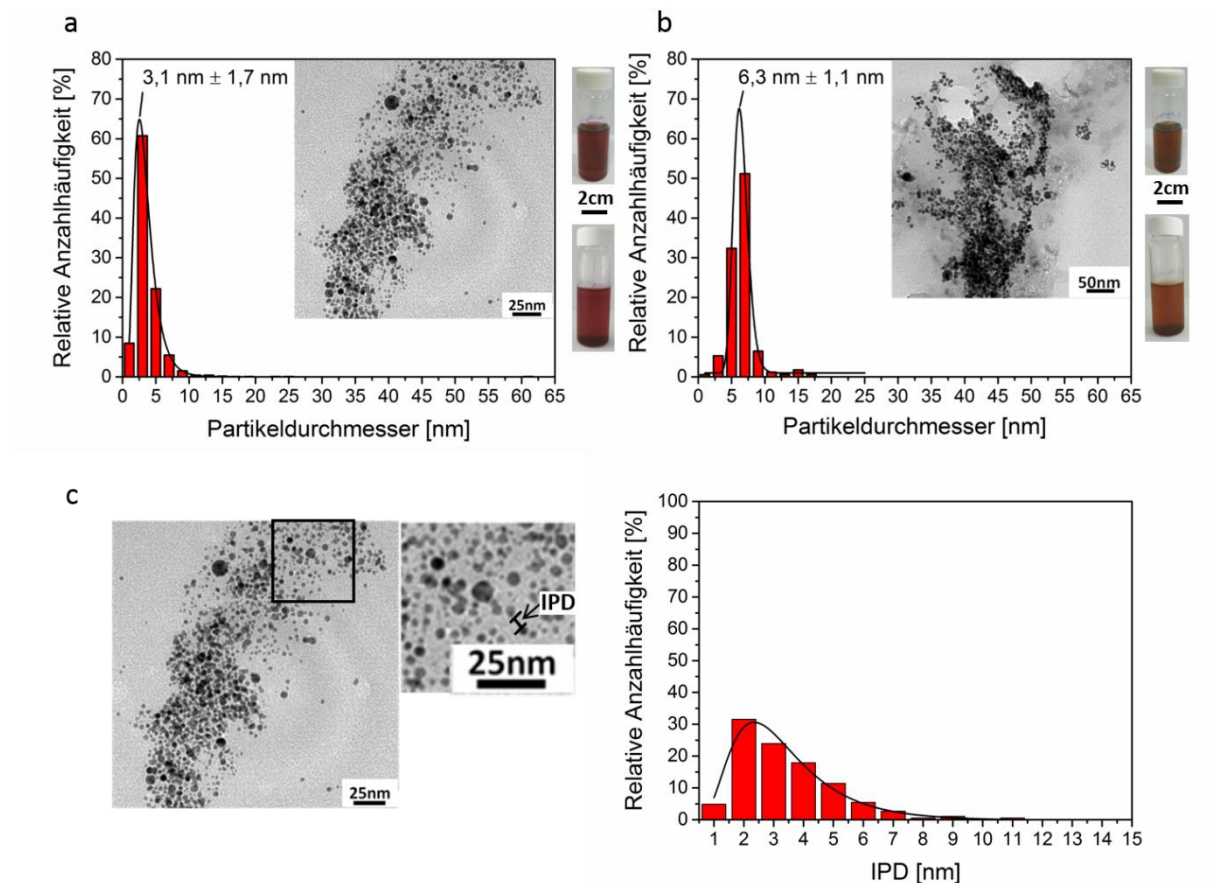 a
3,1 nm ± 1,7 nm
Relative Anzahlhäufigkeit [%]
80
70
60
50
40
30
20
10
0
0 5 10 15 20 25 30 35 40 45 50 55 60 65
Partikeldurchmesser [nm]
25nm
2cm
b
6,3 nm ± 1,1 nm
Relative Anzahlhäufigkeit [%]
80
70
60
50
40
30
20
10
0
0 5 10 15 20 25 30 35 40 45 50 55 60 65
Partikeldurchmesser [nm]
50nm
2cm
c
25nm
IPD
25nm
Relative Anzahlhäufigkeit [%]
100
90
80
70
60
50
40
30
20
10
0
1 2 3 4 5 6 7 8 9 10 11 12 13 14 15
IPD [nm]